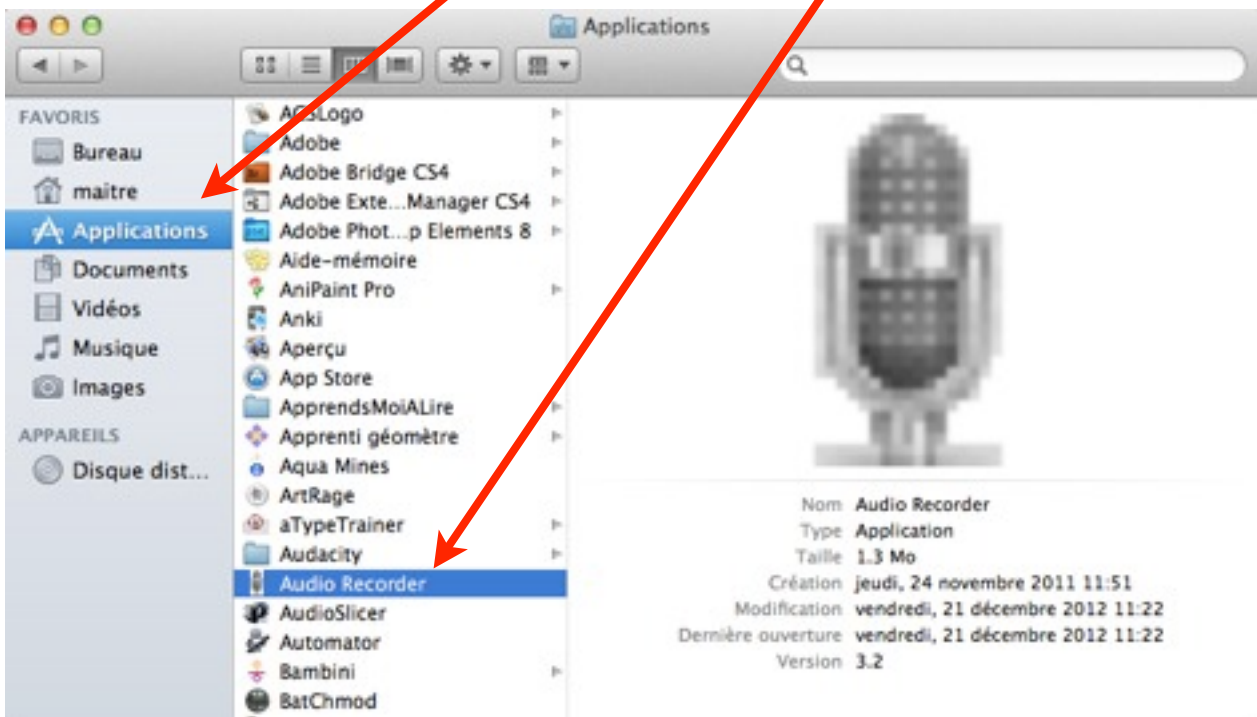 Applications
FAVORIS
Bureau
maitre
Applications
Documents
Vidéos
Musique
Images
APPAREILS
Disque dist...
ACSLogo
Adobe
Adobe Bridge CS4
Adobe Exte...Manager CS4
Adobe Phot...p Elements 8
Aide-mémoire
AniPaint Pro
Anki
Aperçu
App Store
ApprendsMoiALire
Apprenti géomètre
Aqua Mines
ArtRage
aTypeTrainer
Audacity
Audio Recorder
AudioSlicer
Automator
Bambini
BatChmod
Nom Audio Recorder
Type Application
Taille 1.3 Mo
Création jeudi, 24 novembre 2011 11:51
Modification vendredi, 21 décembre 2012 11:22
Dernière ouverture vendredi, 21 décembre 2012 11:22
Version 3.2